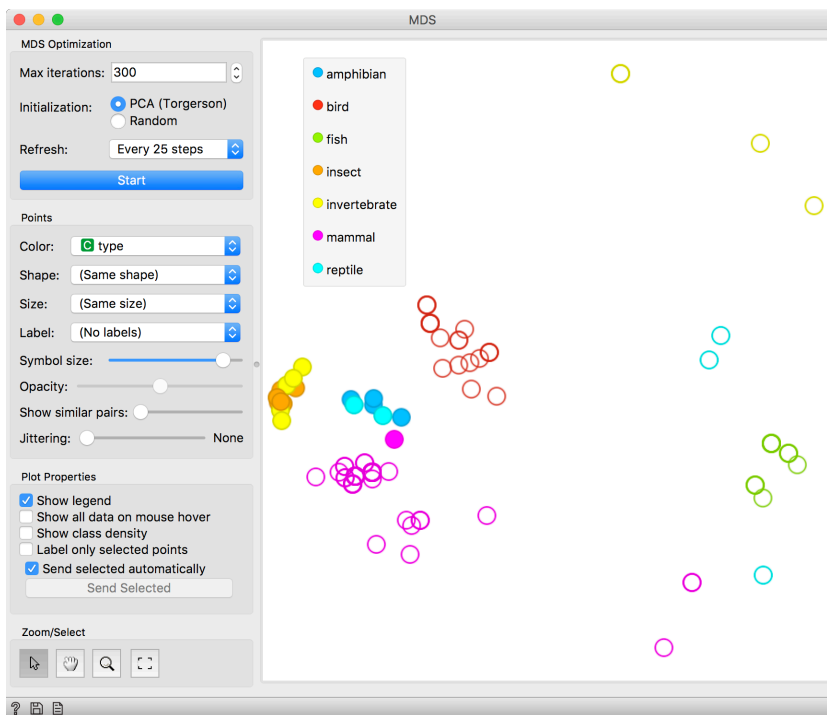 MDS
MDS Optimization
Max iterations: 300
Initialization: PCA (Torgerson)
Random
Refresh: Every 25 steps
Start
Points
Color: C type
Shape: (Same shape)
Size: (Same size)
Label: (No labels)
Symbol size:
Opacity:
Show similar pairs:
Jittering: None
Plot Properties
Show legend
Show all data on mouse hover
Show class density
Label only selected points
Send selected automatically
Send Selected
Zoom/Select
?
amphibian
bird
fish
insect
invertebrate
mammal
reptile